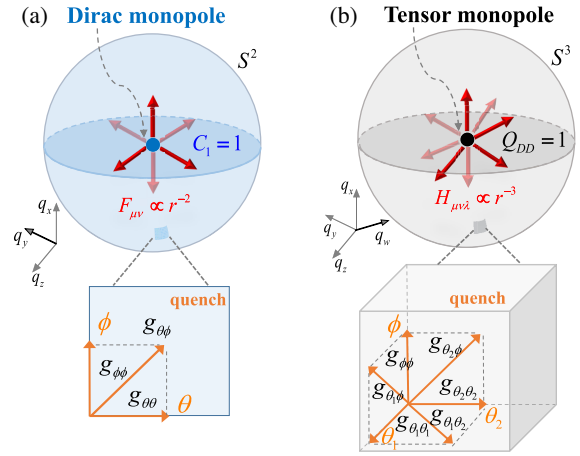 (a) Dirac monopole
S²
C₁ = 1
F_μν ∝ r⁻²
q_x
q_y
q_z
quench
ϕ
g_θϕ
g_ϕϕ
g_θθ
θ
(b) Tensor monopole
S³
Q_DD = 1
H_μνλ ∝ r⁻³
q_x
q_y
q_w
q_z
quench
ϕ
g_ϕϕ
g_θ₂ϕ
g_θ₁ϕ
g_θ₂θ₂
θ₂
g_θ₁θ₂
g_θ₁θ₁
θ₁